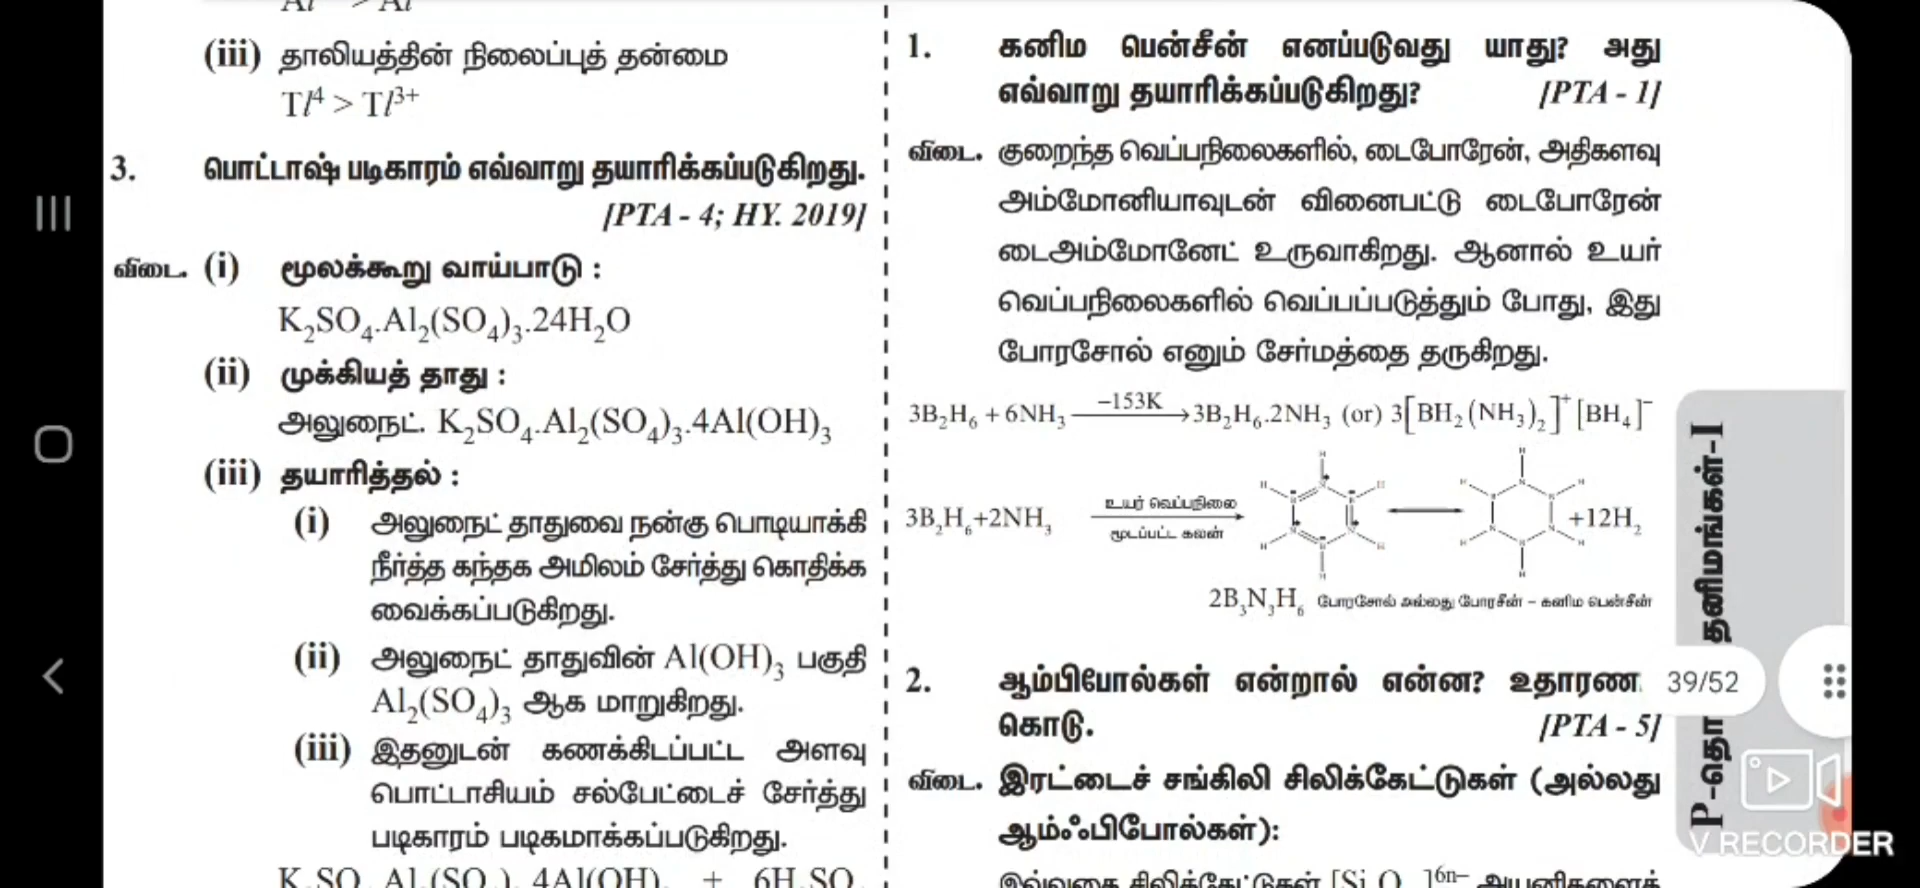 (iii) தாலியத்தின் நிலைப்புத் தன்மை
Tl⁴ > Tl³⁺
3. பொட்டாஷ் படிகாரம் எவ்வாறு தயாரிக்கப்படுகிறது.
[PTA - 4; HY. 2019]
விடை. (i) மூலக்கூறு வாய்பாடு :
K₂SO₄.Al₂(SO₄)₃.24H₂O
(ii) முக்கியத் தாது :
அலுநைட். K₂SO₄.Al₂(SO₄)₃.4Al(OH)₃
(iii) தயாரித்தல் :
(i) அலுநைட் தாதுவை நன்கு பொடியாக்கி
நீர்த்த கந்தக அமிலம் சேர்த்து கொதிக்க
வைக்கப்படுகிறது.
(ii) அலுநைட் தாதுவின் Al(OH)₃ பகுதி
Al₂(SO₄)₃ ஆக மாறுகிறது.
(iii) இதனுடன் கணக்கிடப்பட்ட அளவு
பொட்டாசியம் சல்பேட்டைச் சேர்த்து
படிகாரம் படிகமாக்கப்படுகிறது.
1. கனிம பென்சீன் எனப்படுவது யாது? அது
எவ்வாறு தயாரிக்கப்படுகிறது? [PTA - 1]
விடை. குறைந்த வெப்பநிலைகளில், டைபோரேன், அதிகளவு
அம்மோனியாவுடன் வினைபட்டு டைபோரேன்
டைஅம்மோனேட் உருவாகிறது. ஆனால் உயர்
வெப்பநிலைகளில் வெப்பப்படுத்தும் போது, இது
போரசோல் எனும் சேர்மத்தை தருகிறது.
3B₂H₆ + 6NH₃ –153K → 3B₂H₆.2NH₃ (or) 3[BH₂(NH₃)₂]⁺[BH₄]⁻
3B₂H₆+2NH₃ உயர் வெப்பநிலை மூடப்பட்ட கலன் → +12H₂
2B₃N₃H₆ போரசோல் அல்லது போரசீன் – கனிம பென்சீன்
2. ஆம்பிபோல்கள் என்றால் என்ன? உதாரண
கொடு. [PTA - 5]
விடை. இரட்டைச் சங்கிலி சிலிக்கேட்டுகள் (அல்லது
ஆம்ஃபிபோல்கள்):
39/52
V RECORDER